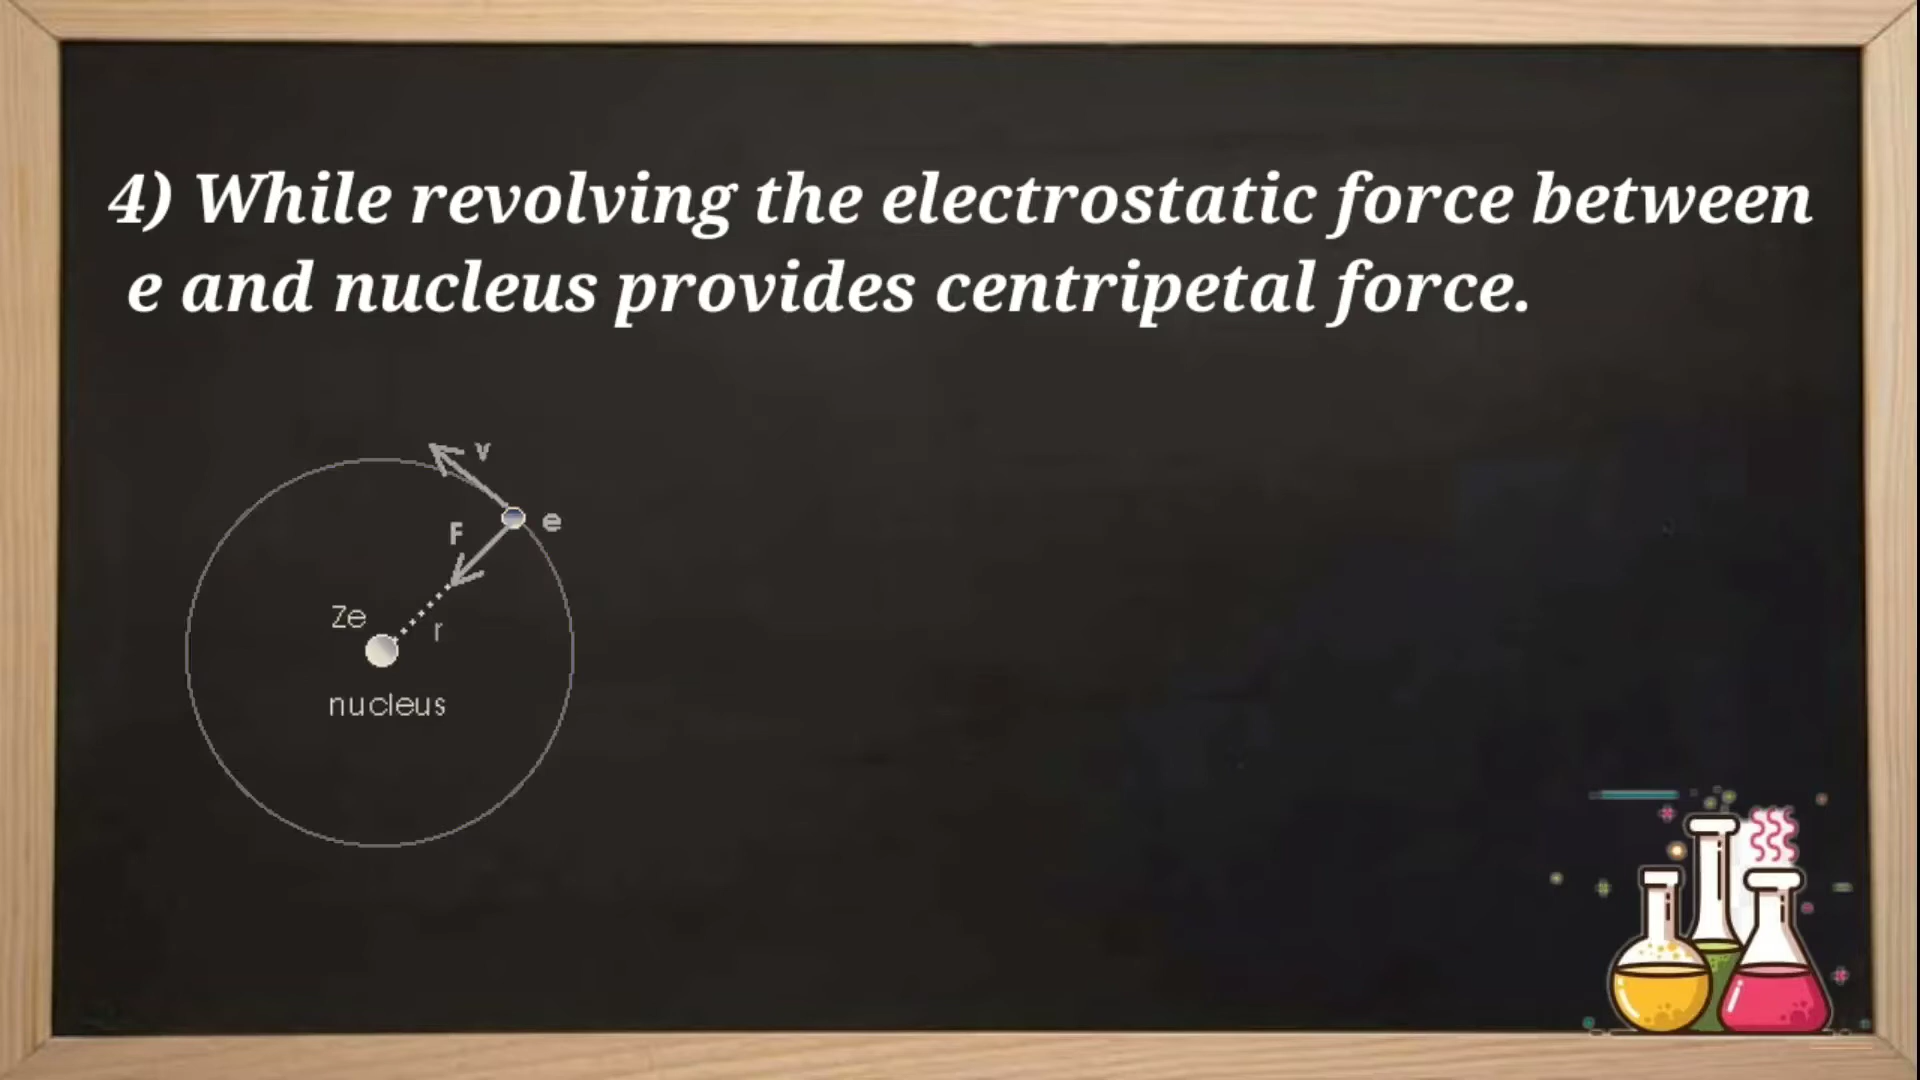 4) While revolving the electrostatic force between
e and nucleus provides centripetal force.
v
e
F
Ze
r
nucleus